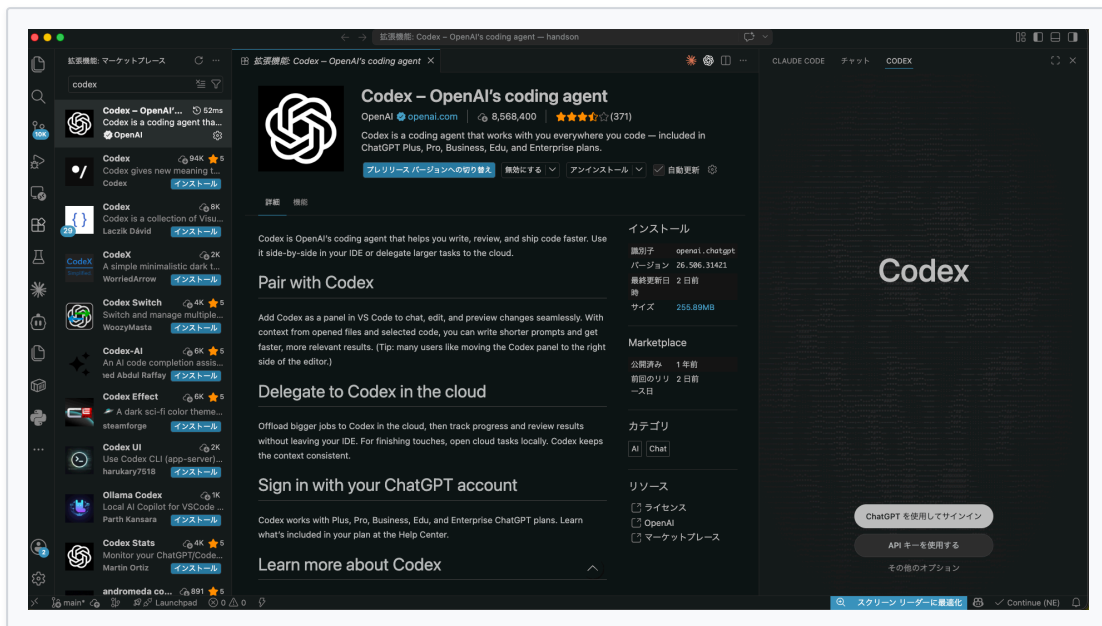 拡張機能: Codex – OpenAI's coding agent — handson
拡張機能: マーケットプレース
codex
Codex – OpenAI'... 52ms
Codex is a coding agent tha...
OpenAI
Codex 94K 5
Codex gives new meaning t...
Codex インストール
Codex 8K
Codex is a collection of Visu...
Laczik Dávid インストール
CodeX 2K
A simple minimalistic dark t...
WorriedArrow インストール
Codex Switch 4K 5
Switch and manage multiple...
WoozyMasta インストール
Codex-AI 6K 5
An AI code completion assis...
ned Abdul Raffay インストール
Codex Effect 6K 5
A dark sci-fi color theme...
steamforge インストール
Codex UI 2K
Use Codex CLI (app-server)...
harukary7518 インストール
Ollama Codex 1K
Local AI Copilot for VSCode ...
Parth Kansara インストール
Codex Stats 4K 5
Monitor your ChatGPT/Code...
Martin Ortiz インストール
andromeda co... 891 5
10K
29
2
CodeX
拡張機能: Codex – OpenAI's coding agent
Codex – OpenAI's coding agent
OpenAI openai.com 8,568,400 (371)
Codex is a coding agent that works with you everywhere you code — included in
ChatGPT Plus, Pro, Business, Edu, and Enterprise plans.
プレリリース バージョンへの切り替え 無効にする アンインストール 自動更新
詳細 機能
Codex is OpenAI's coding agent that helps you write, review, and ship code faster. Use
it side-by-side in your IDE or delegate larger tasks to the cloud.
Pair with Codex
Add Codex as a panel in VS Code to chat, edit, and preview changes seamlessly. With
context from opened files and selected code, you can write shorter prompts and get
faster, more relevant results. (Tip: many users like moving the Codex panel to the right
side of the editor.)
Delegate to Codex in the cloud
Offload bigger jobs to Codex in the cloud, then track progress and review results
without leaving your IDE. For finishing touches, open cloud tasks locally. Codex keeps
the context consistent.
Sign in with your ChatGPT account
Codex works with Plus, Pro, Business, Edu, and Enterprise ChatGPT plans. Learn
what's included in your plan at the Help Center.
Learn more about Codex
インストール
識別子 openai.chatgpt
バージョン 26.506.31421
最終更新日 2 日前
時
サイズ 255.89MB
Marketplace
公開済み 1 年前
前回のリリ 2 日前
ース日
カテゴリ
AI Chat
リソース
ライセンス
OpenAI
マーケットプレース
CLAUDE CODE チャット CODEX
Codex
ChatGPT を使用してサインイン
API キーを使用する
その他のオプション
main* Launchpad 0 0 スクリーン リーダーに最適化 Continue (NE)